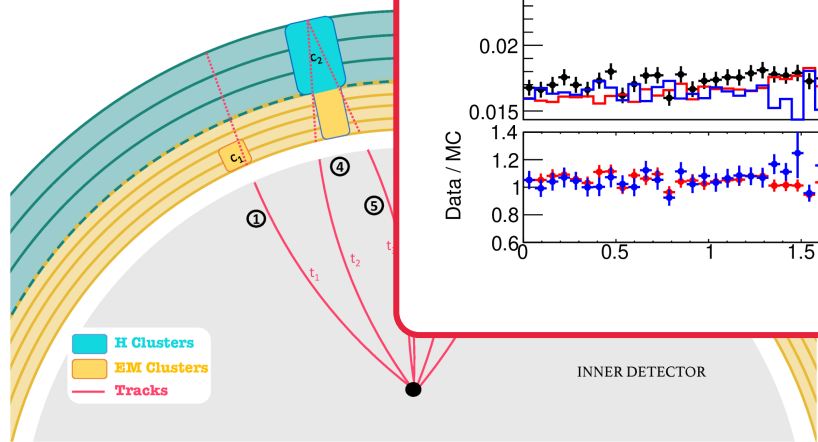 C₂
C₁
④
①
⑤
t₁
t₂
H Clusters
EM Clusters
Tracks
INNER DETECTOR
0.02
0.015
Data / MC
1.4
1.2
1
0.8
0.6
0 0.5 1 1.5